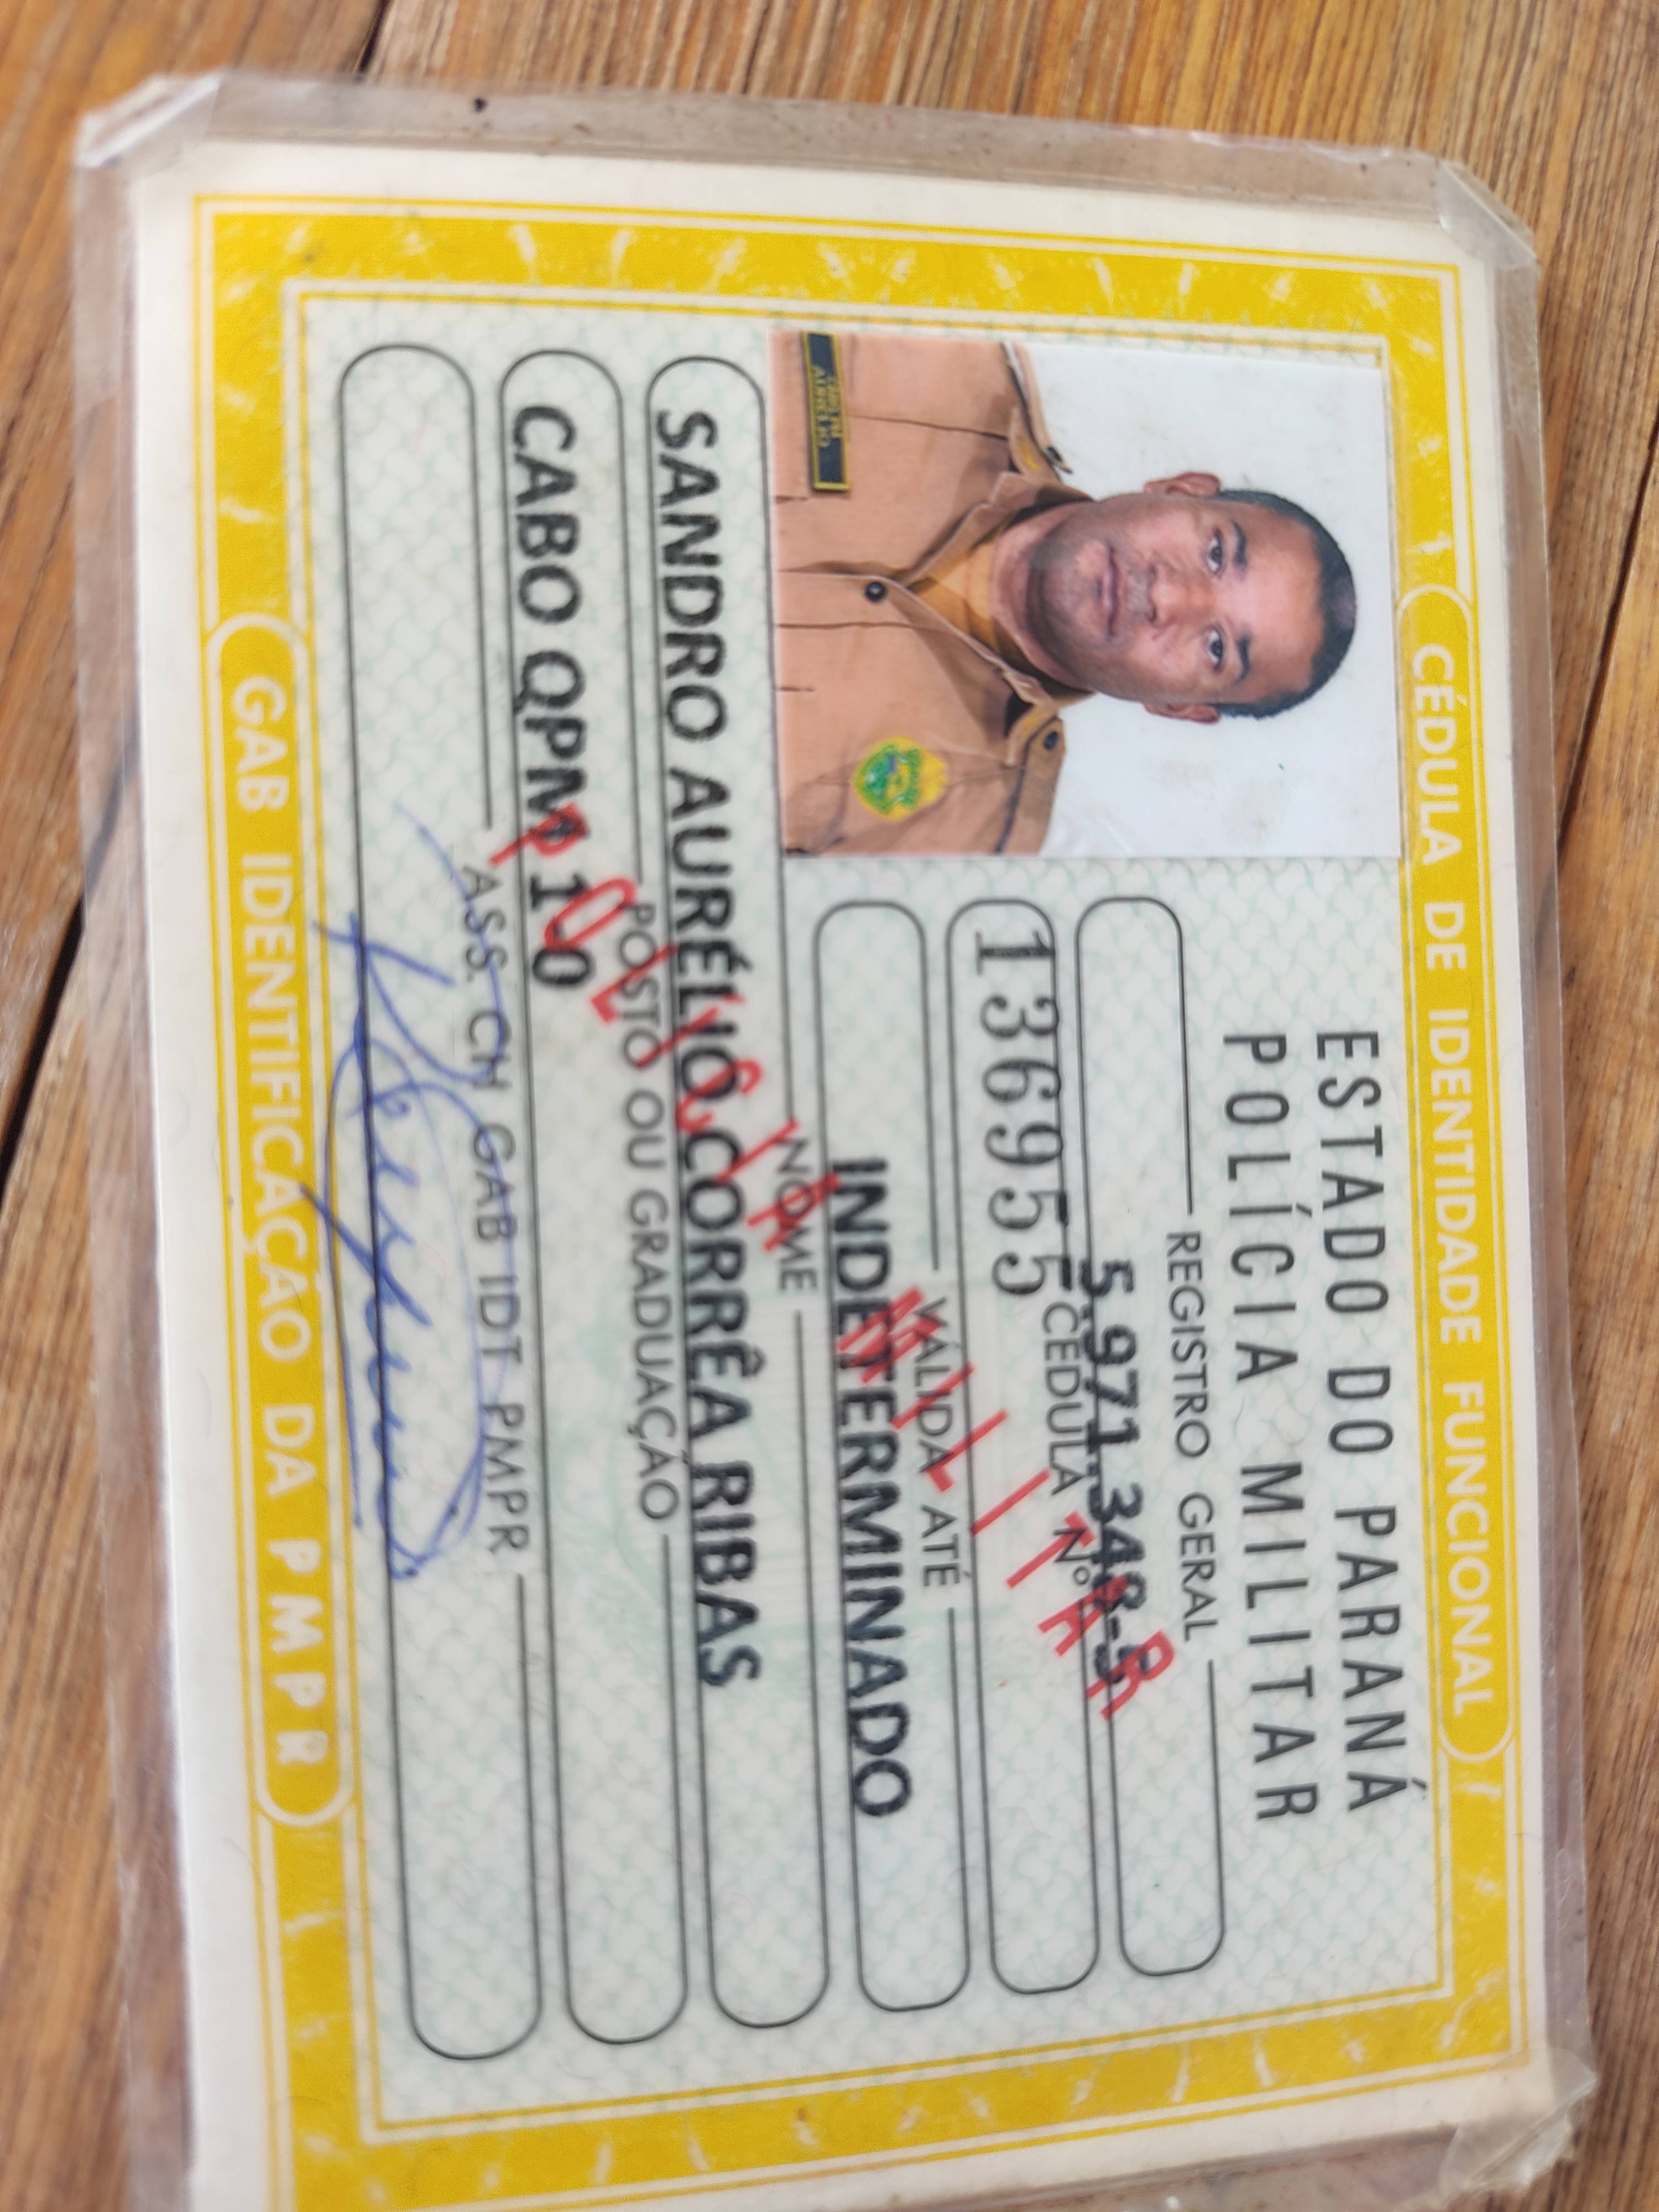 CÉDULA DE IDENTIDADE FUNCIONAL
ESTADO DO PARANÁ
POLÍCIA MILITAR
REGISTRO GERAL
5.971.348-3
CÉDULA Nº
136955
VÁLIDA ATÉ
INDETERMINADO
NOME
SANDRO AURÉLIO CORRÊA RIBAS
POSTO OU GRADUAÇÃO
CABO QPM 1-0
ASS. CH GAB IDT PMPR
POLICIA MILITAR
GAB IDENTIFICAÇÃO DA PMPR